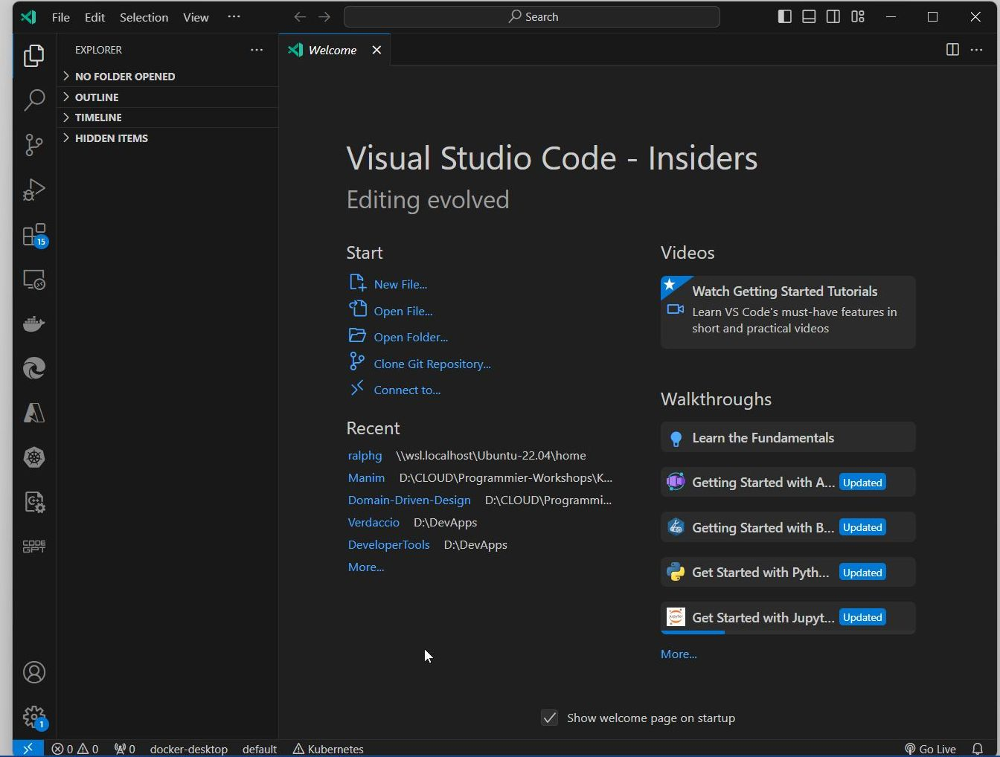 File Edit Selection View ··· Search
EXPLORER ···
Welcome
NO FOLDER OPENED
OUTLINE
TIMELINE
HIDDEN ITEMS
15
CODE
GPT
1
Visual Studio Code - Insiders
Editing evolved
Start
New File...
Open File...
Open Folder...
Clone Git Repository...
Connect to...
Recent
ralphg \\wsl.localhost\Ubuntu-22.04\home
Manim D:\CLOUD\Programmier-Workshops\K...
Domain-Driven-Design D:\CLOUD\Programmi...
Verdaccio D:\DevApps
DeveloperTools D:\DevApps
More...
Videos
Watch Getting Started Tutorials
Learn VS Code's must-have features in
short and practical videos
Walkthroughs
Learn the Fundamentals
Getting Started with A... Updated
Getting Started with B... Updated
Get Started with Pyth... Updated
jupyter
Get Started with Jupyt... Updated
More...
Show welcome page on startup
0 0 0 docker-desktop default Kubernetes Go Live